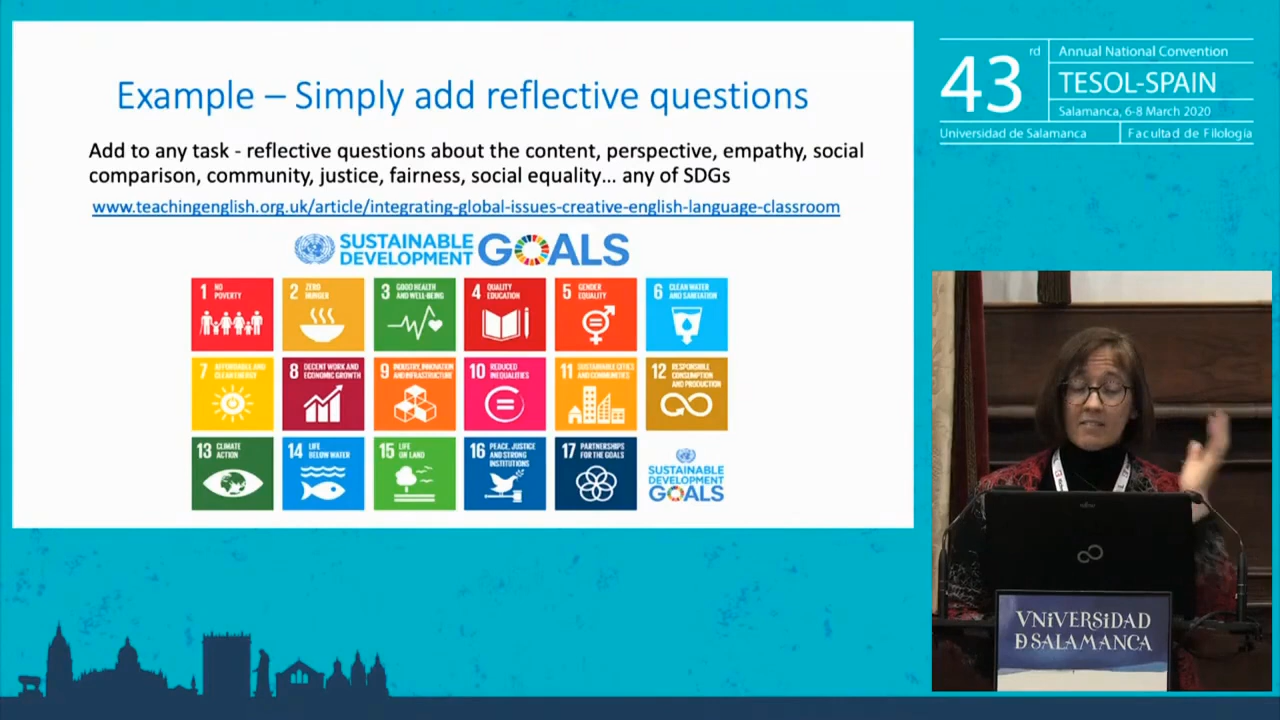 Example – Simply add reflective questions
Add to any task - reflective questions about the content, perspective, empathy, social
comparison, community, justice, fairness, social equality... any of SDGs
www.teachingenglish.org.uk/article/integrating-global-issues-creative-english-language-classroom
SUSTAINABLE
DEVELOPMENT
GOALS
1 NO
POVERTY
2 ZERO
HUNGER
3 GOOD HEALTH
AND WELL-BEING
4 QUALITY
EDUCATION
5 GENDER
EQUALITY
6 CLEAN WATER
AND SANITATION
7 AFFORDABLE AND
CLEAN ENERGY
8 DECENT WORK AND
ECONOMIC GROWTH
9 INDUSTRY, INNOVATION
AND INFRASTRUCTURE
10 REDUCED
INEQUALITIES
11 SUSTAINABLE CITIES
AND COMMUNITIES
12 RESPONSIBLE
CONSUMPTION
AND PRODUCTION
13 CLIMATE
ACTION
14 LIFE
BELOW WATER
15 LIFE
ON LAND
16 PEACE, JUSTICE
AND STRONG
INSTITUTIONS
17 PARTNERSHIPS
FOR THE GOALS
SUSTAINABLE
DEVELOPMENT
GOALS
43rd
Annual National Convention
TESOL-SPAIN
Salamanca, 6-8 March 2020
Universidad de Salamanca
Facultad de Filología
VNiVERSiDAD
D SALAMANCA